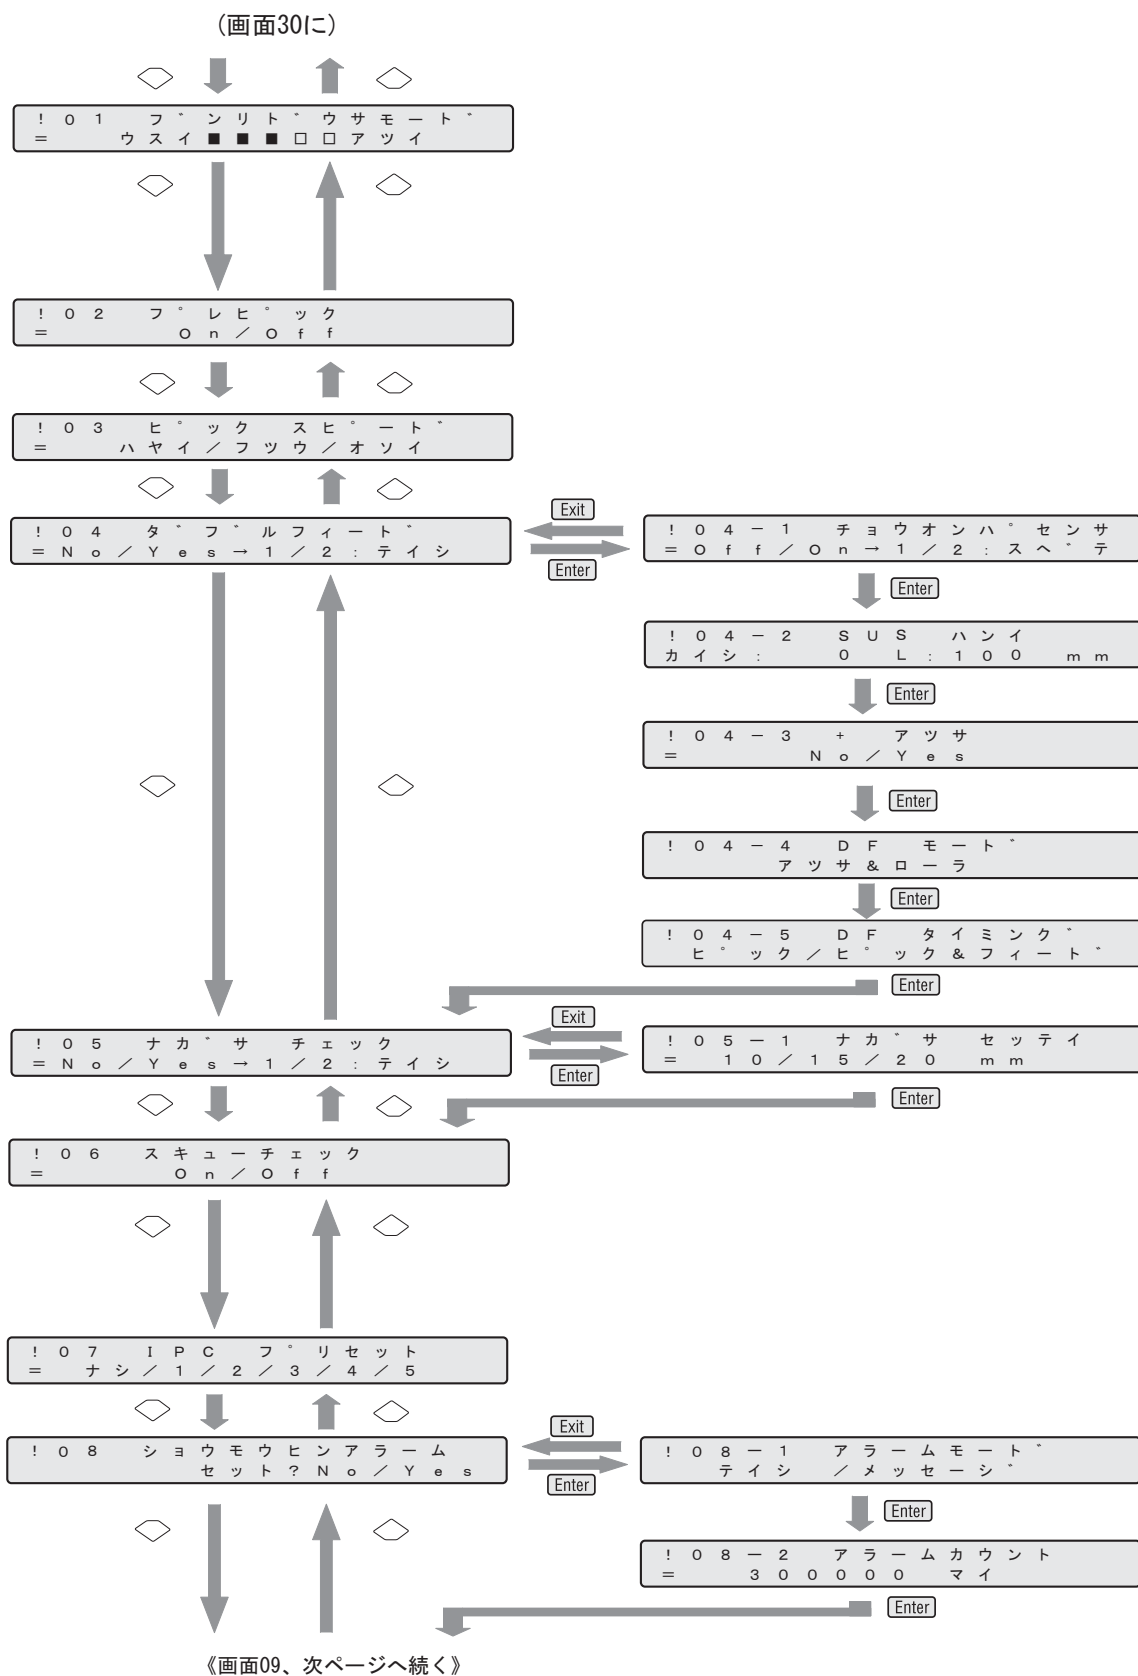 (画面30に)
!01 フ゛ンリト゛ウサモート゛
= ウスイ■■■□□アツイ
!02 フ゜レヒ゜ック
= On/Off
!03 ヒ゜ック スヒ゜ート゛
= ハヤイ/フツウ/オソイ
!04 タ゛フ゛ルフィート゛
=No/Yes→1/2:テイシ
Exit
Enter
!04-1 チョウオンハ゜センサ
=Off/On→1/2:スヘ゛テ
Enter
!04-2 SUS ハンイ
カイシ: 0 L:100 mm
Enter
!04-3 + アツサ
= No/Yes
Enter
!04-4 DF モート゛
アツサ&ローラ
Enter
!04-5 DF タイミンク゛
ヒ゜ック/ヒ゜ック&フィート゛
Enter
!05 ナカ゛サ チェック
=No/Yes→1/2:テイシ
Exit
Enter
!05-1 ナカ゛サ セッテイ
= 10/15/20 mm
Enter
!06 スキューチェック
= On/Off
!07 IPC フ゜リセット
= ナシ/1/2/3/4/5
!08 ショウモウヒンアラーム
セット?No/Yes
Exit
Enter
!08-1 アラームモート゛
テイシ /メッセーシ゛
Enter
!08-2 アラームカウント
= 300000 マイ
Enter
《画面09、次ページへ続く》